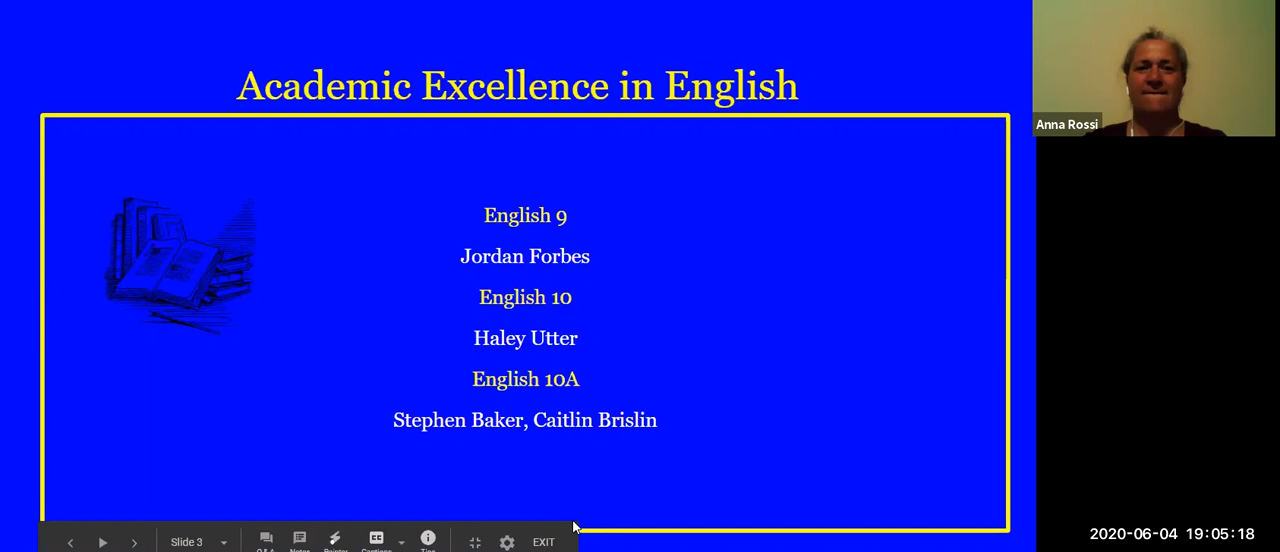 Academic Excellence in English
Anna Rossi
English 9
Jordan Forbes
English 10
Haley Utter
English 10A
Stephen Baker, Caitlin Brislin
Slide 3
EXIT
2020-06-04 19:05:18